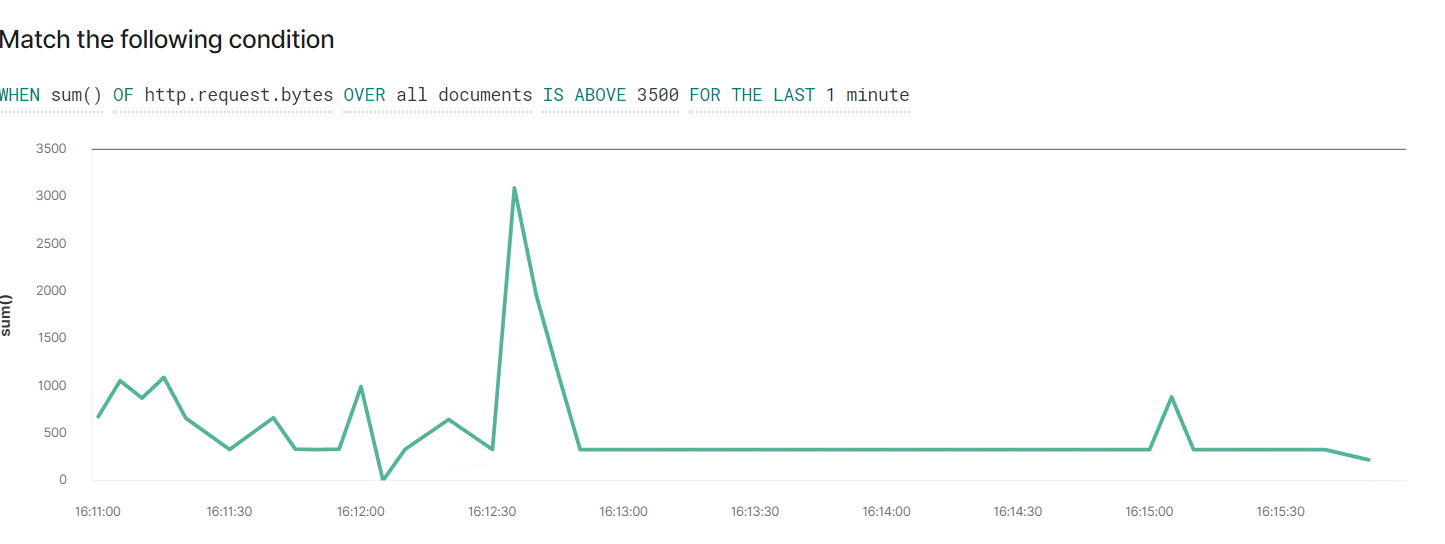 Match the following condition
WHEN sum() OF http.request.bytes OVER all documents IS ABOVE 3500 FOR THE LAST 1 minute
3500
3000
2500
2000
1500
1000
500
0
sum()
16:11:00 16:11:30 16:12:00 16:12:30 16:13:00 16:13:30 16:14:00 16:14:30 16:15:00 16:15:30